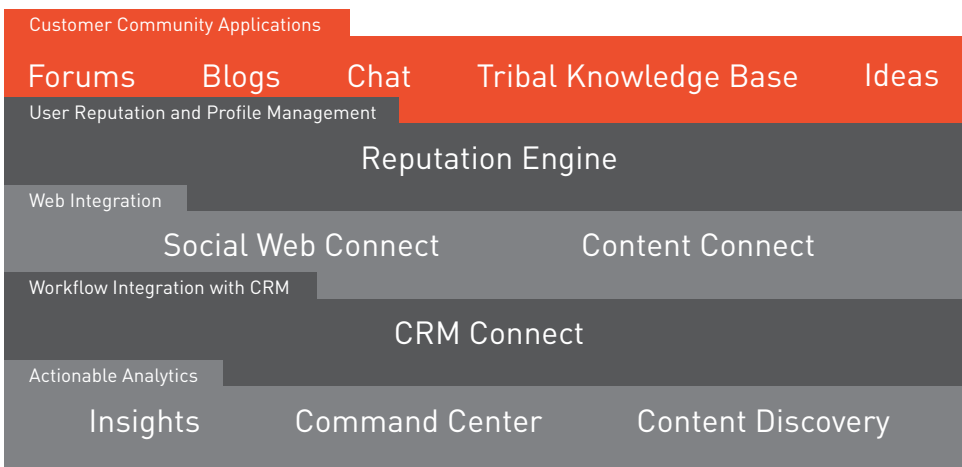 Customer Community Applications
Forums Blogs Chat Tribal Knowledge Base Ideas
User Reputation and Profile Management
Reputation Engine
Web Integration
Social Web Connect Content Connect
Workflow Integration with CRM
CRM Connect
Actionable Analytics
Insights Command Center Content Discovery